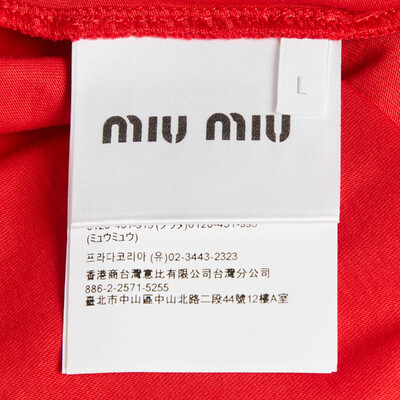 L
miu miu
(ミュウミュウ)
프라다코리아 (유)02-3443-2323
香港商台灣意比有限公司台灣分公司
886-2-2571-5255
臺北市中山區中山北路二段44號12樓A室